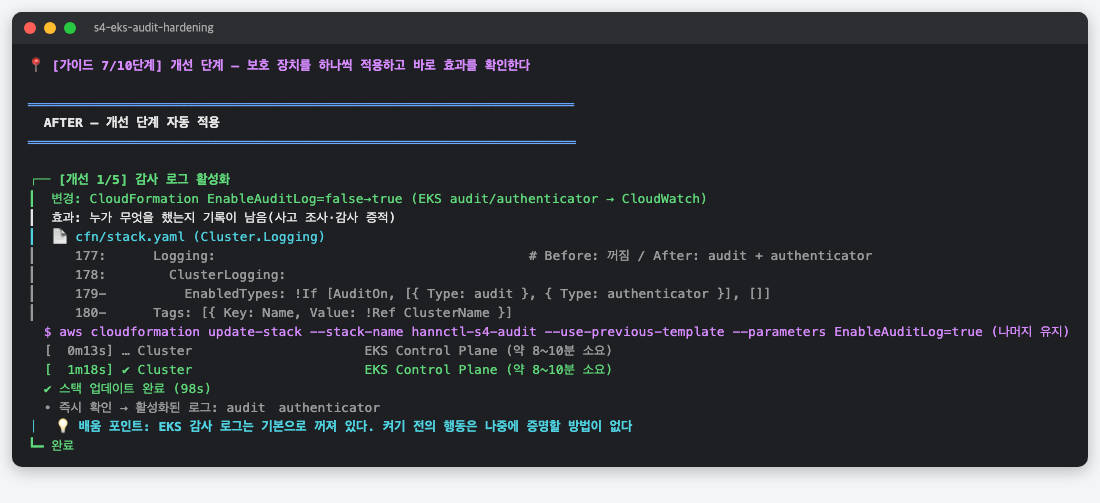 s4-eks-audit-hardening
📍 [가이드 7/10단계] 개선 단계 — 보호 장치를 하나씩 적용하고 바로 효과를 확인한다
AFTER — 개선 단계 자동 적용
[개선 1/5] 감사 로그 활성화
변경: CloudFormation EnableAuditLog=false→true (EKS audit/authenticator → CloudWatch)
효과: 누가 무엇을 했는지 기록이 남음(사고 조사·감사 증적)
📄 cfn/stack.yaml (Cluster.Logging)
177:      Logging:                                        # Before: 꺼짐 / After: audit + authenticator
178:        ClusterLogging:
179-          EnabledTypes: !If [AuditOn, [{ Type: audit }, { Type: authenticator }], []]
180-      Tags: [{ Key: Name, Value: !Ref ClusterName }]
$ aws cloudformation update-stack --stack-name hannctl-s4-audit --use-previous-template --parameters EnableAuditLog=true (나머지 유지)
[  0m13s] … Cluster                      EKS Control Plane (약 8~10분 소요)
[  1m18s] ✔ Cluster                      EKS Control Plane (약 8~10분 소요)
✔ 스택 업데이트 완료 (98s)
• 즉시 확인 → 활성화된 로그: audit  authenticator
💡 배움 포인트: EKS 감사 로그는 기본으로 꺼져 있다. 켜기 전의 행동은 나중에 증명할 방법이 없다
완료